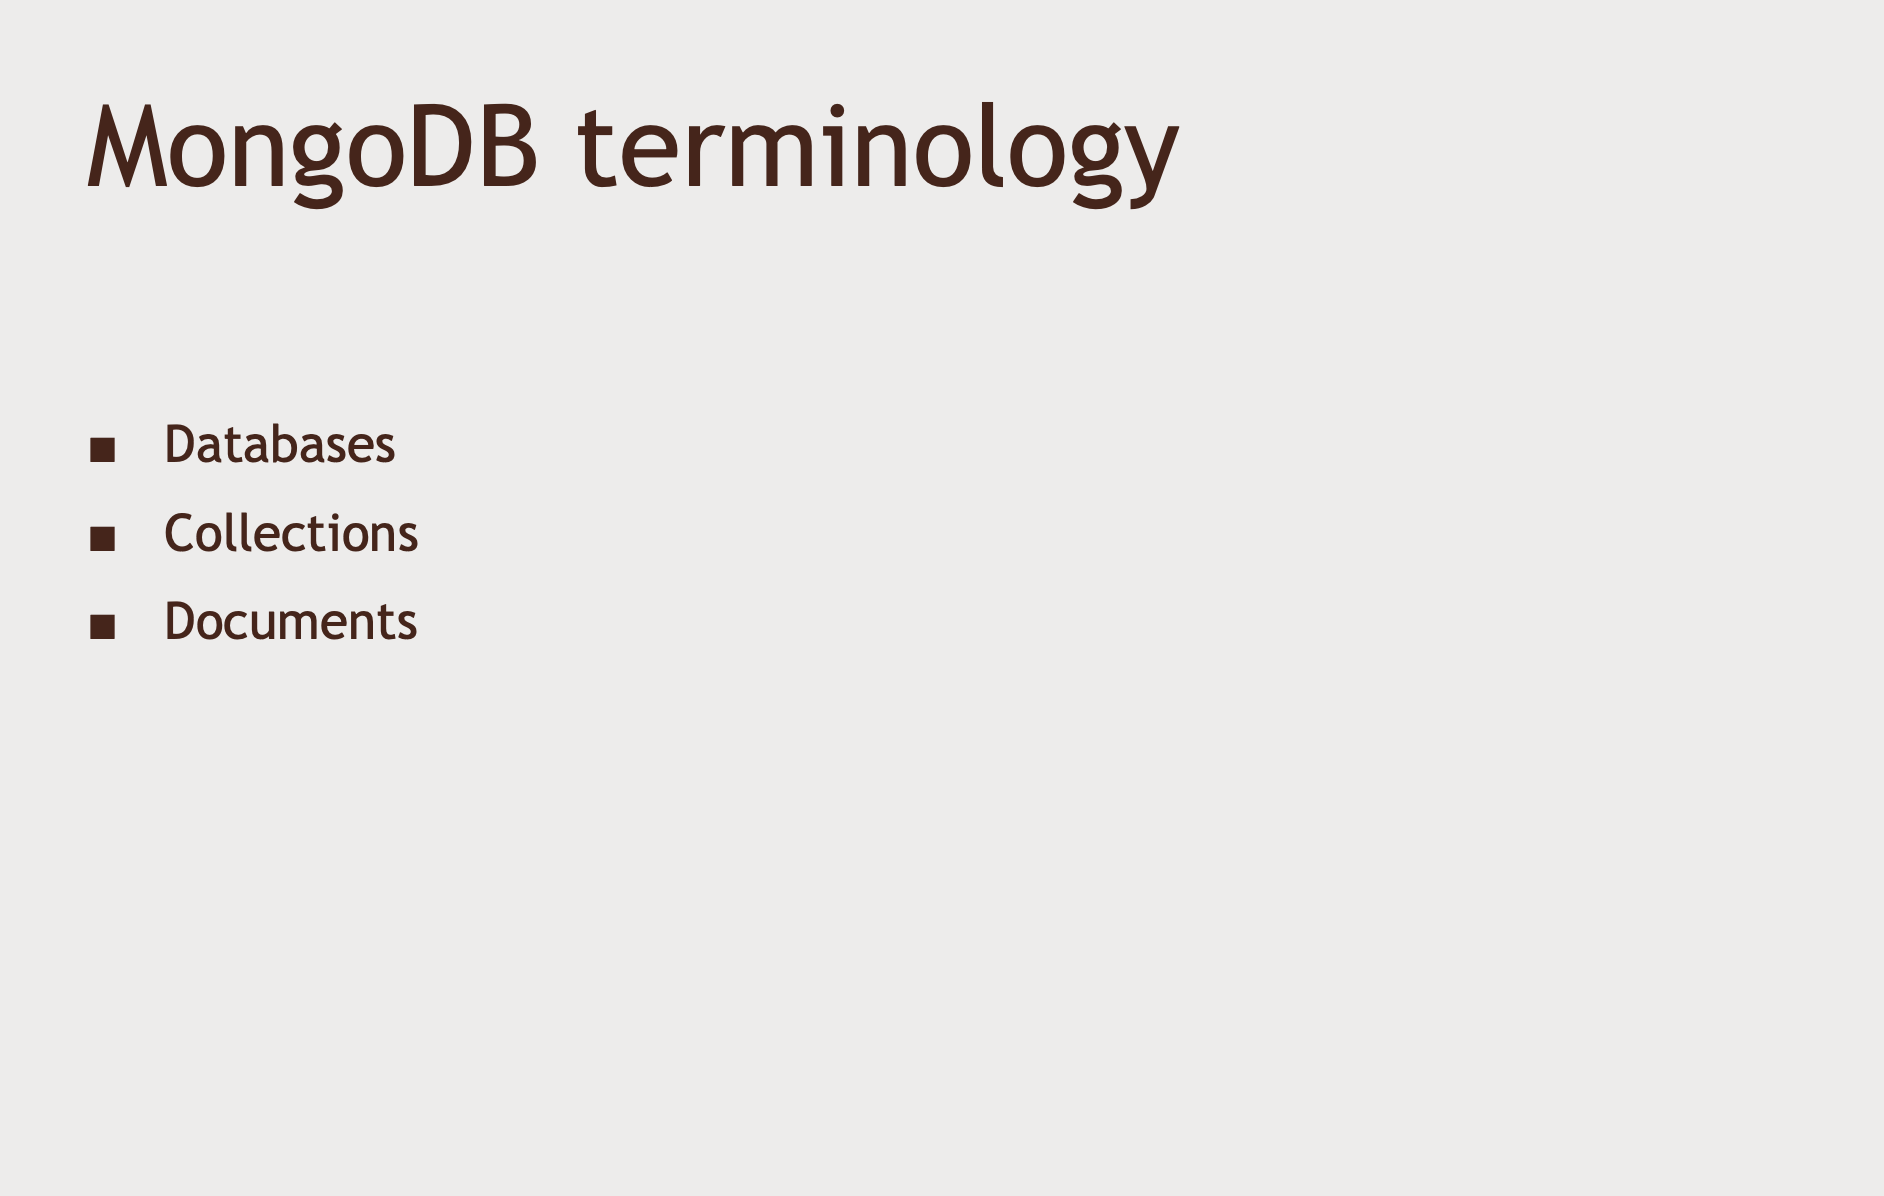 MongoDB terminology
■ Databases
■ Collections
■ Documents